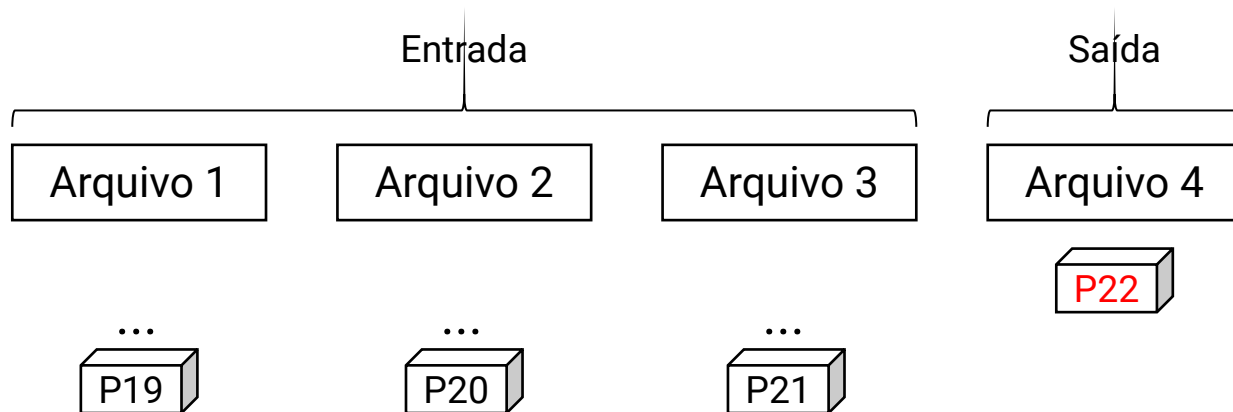 Entrada Saída
Arquivo 1 Arquivo 2 Arquivo 3 Arquivo 4
P22
... ... ...
P19 P20 P21